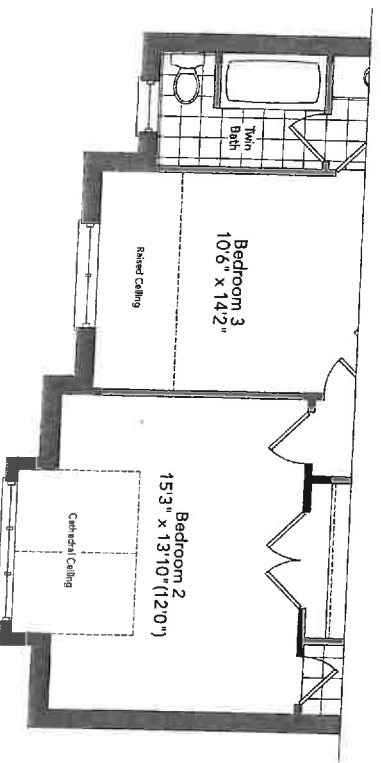 Twin
Bath
Bedroom 3
10'6" x 14'2"
Raised Ceiling
Bedroom 2
15'3" x 13'10"(12'0")
Cathedral Ceiling